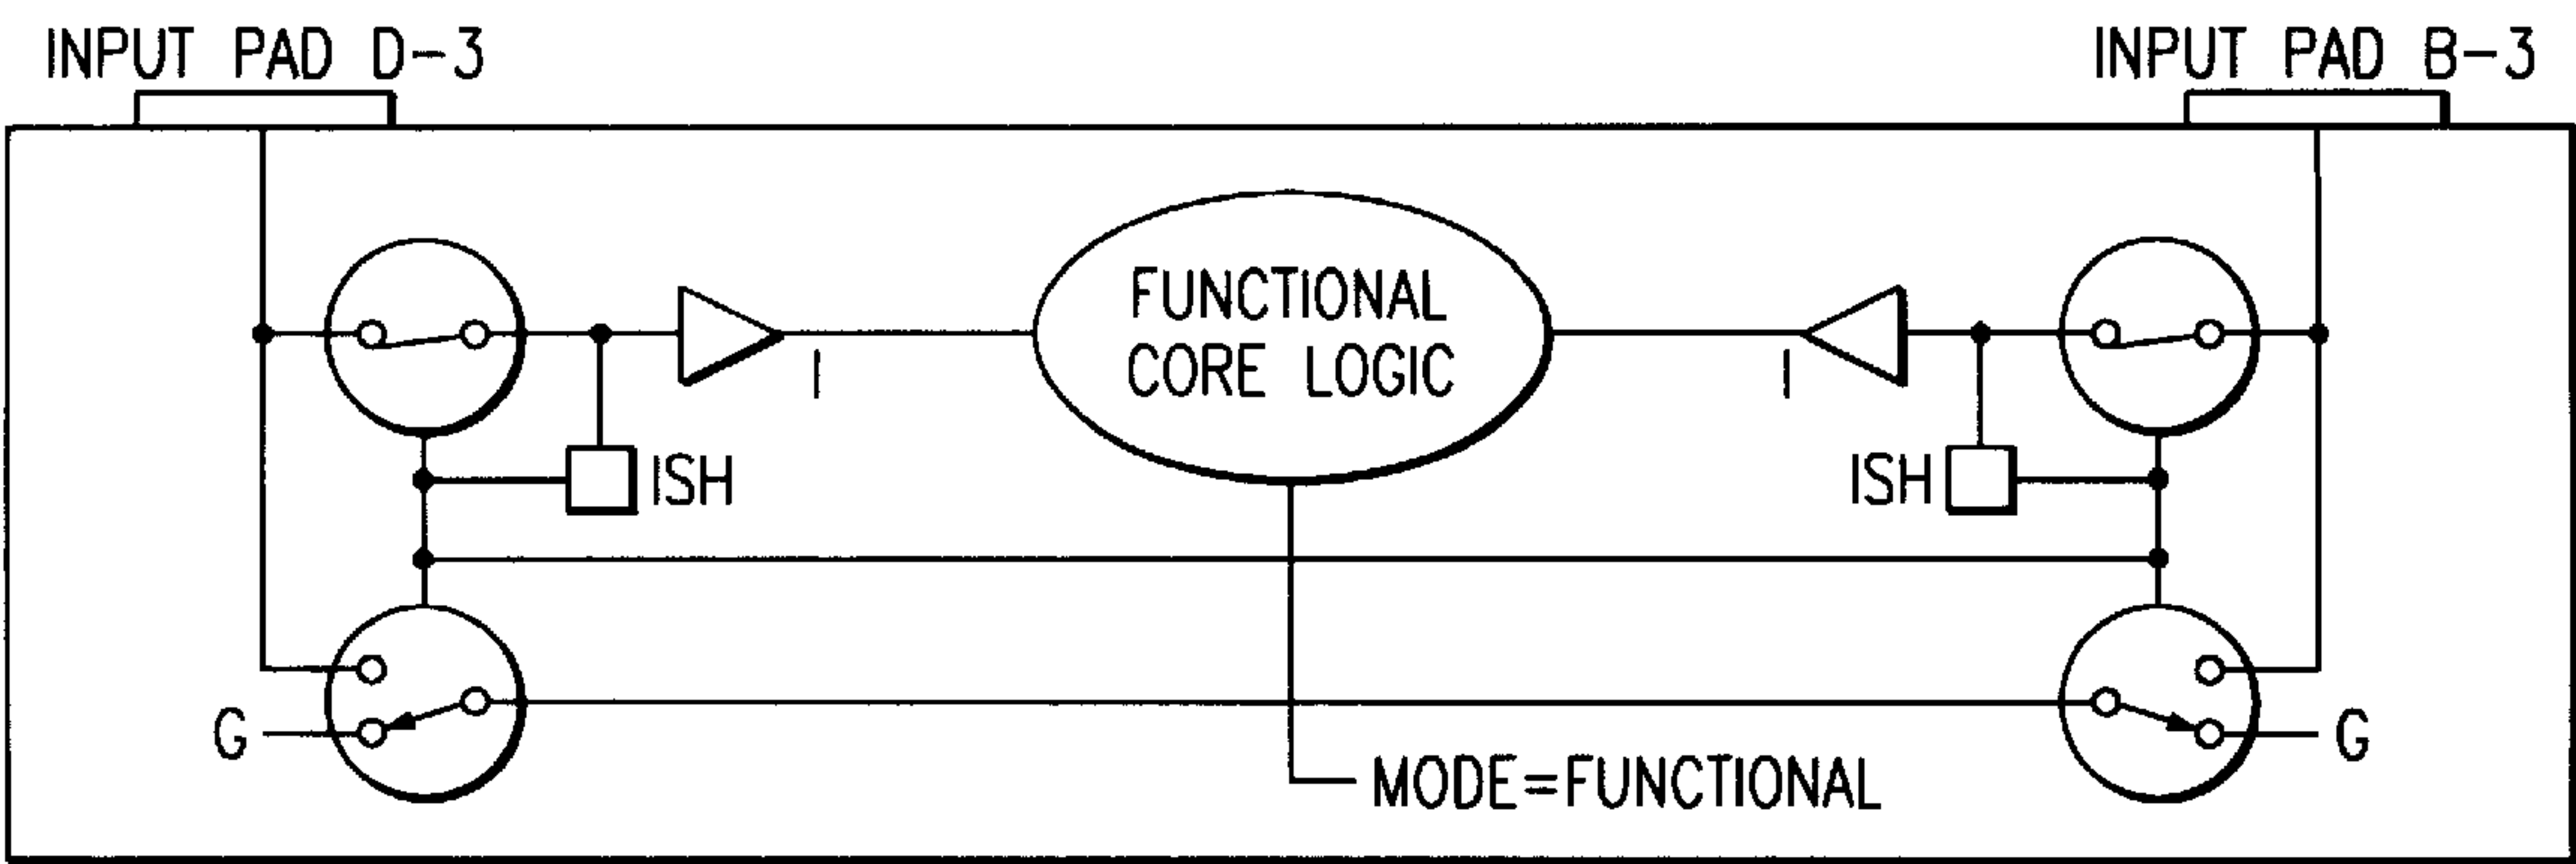 INPUT PAD D-3
INPUT PAD B-3
FUNCTIONAL
CORE LOGIC
I
I
ISH
ISH
G
G
MODE=FUNCTIONAL